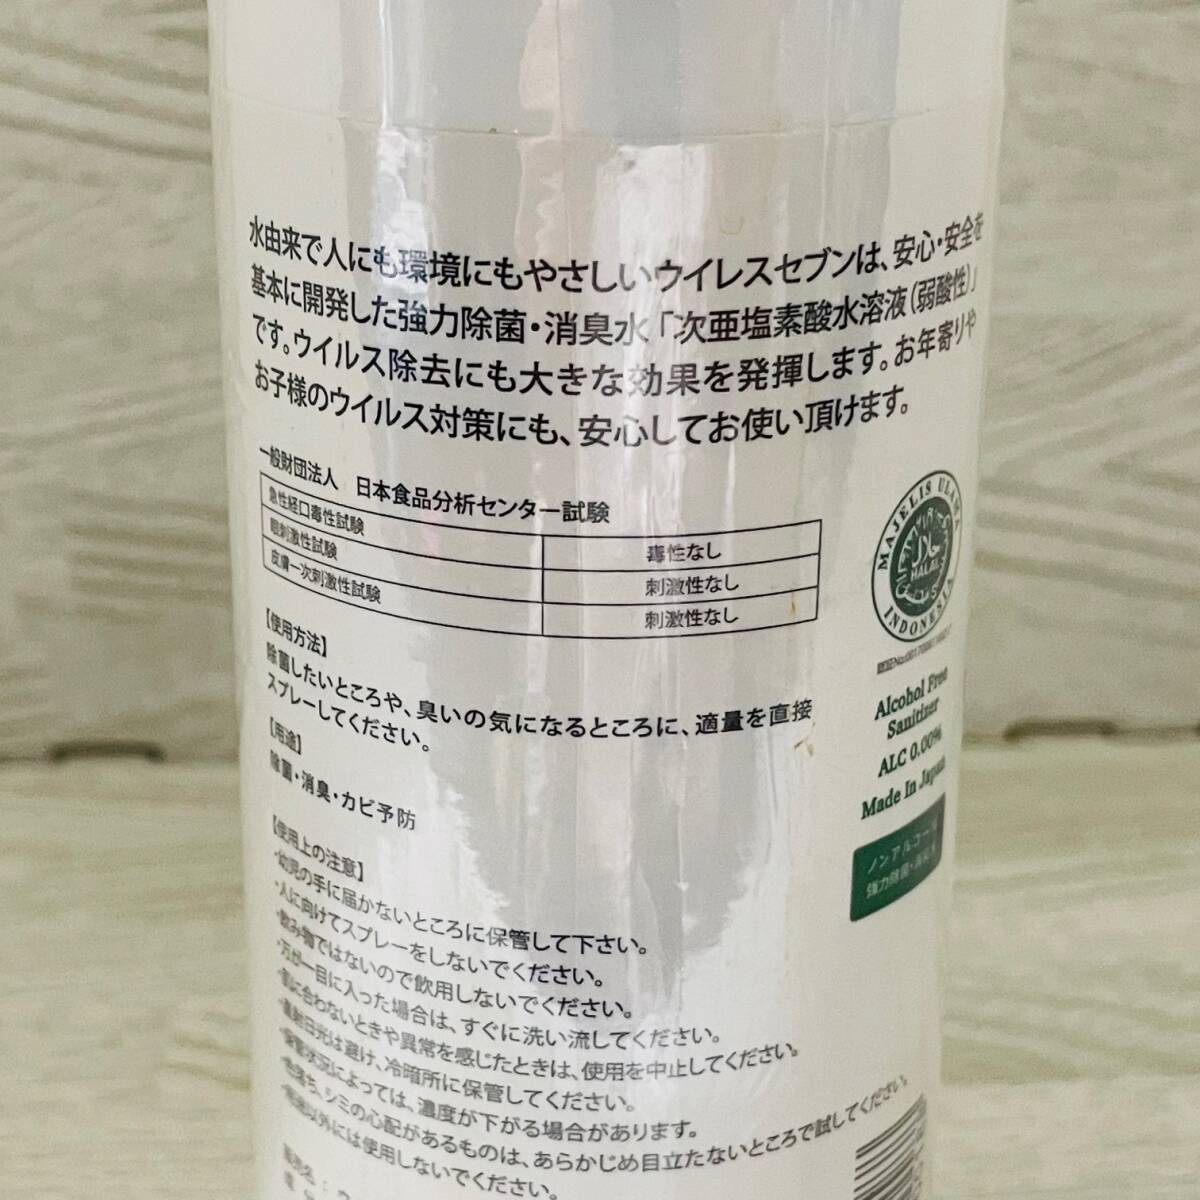 水由来で人にも環境にもやさしいウイレスセブンは、安心・安全を
基本に開発した強力除菌・消臭水「次亜塩素酸水溶液(弱酸性)」
です。ウイルス除去にも大きな効果を発揮します。お年寄りや
お子様のウイルス対策にも、安心してお使い頂けます。
一般財団法人 日本食品分析センター試験
急性経口毒性試験 毒性なし
眼刺激性試験 刺激性なし
皮膚一次刺激性試験 刺激性なし
【使用方法】
除菌したいところや、臭いの気になるところに、適量を直接
スプレーしてください。
【用途】
除菌・消臭・カビ予防
【使用上の注意】
・幼児の手に届かないところに保管して下さい。
・人に向けてスプレーをしないでください。
・飲み物ではないので飲用しないでください。
・万が一目に入った場合は、すぐに洗い流してください。
・肌に合わないときや異常を感じたときは、使用を中止してください。
・直射日光は避け、冷暗所に保管してください。
・保管状況によっては、濃度が下がる場合があります。
・色落ち、シミの心配があるものは、あらかじめ目立たないところで試してください。
・用途以外には使用しないでください。
MAJELIS ULAMA
HALAL
INDONESIA
Alcohol Free
Sanitizer
ALC 0.00%
Made In Japan
ノンアルコール
強力除菌・消臭水